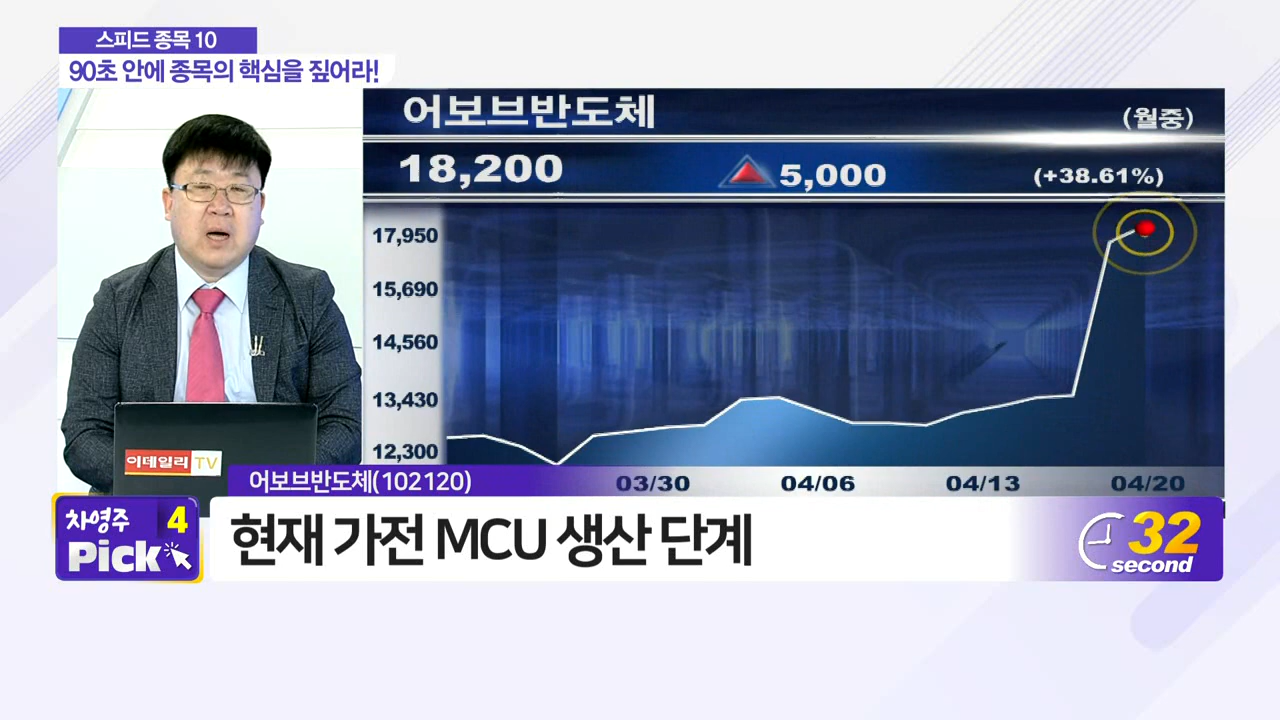 스피드 종목 10
90초 안에 종목의 핵심을 짚어라!
어보브반도체
(월중)
18,200
5,000
(+38.61%)
17,950
15,690
14,560
13,430
12,300
03/30
04/06
04/13
04/20
이데일리 TV
어보브반도체(102120)
차영주 4
Pick
현재 가전 MCU 생산 단계
32
second